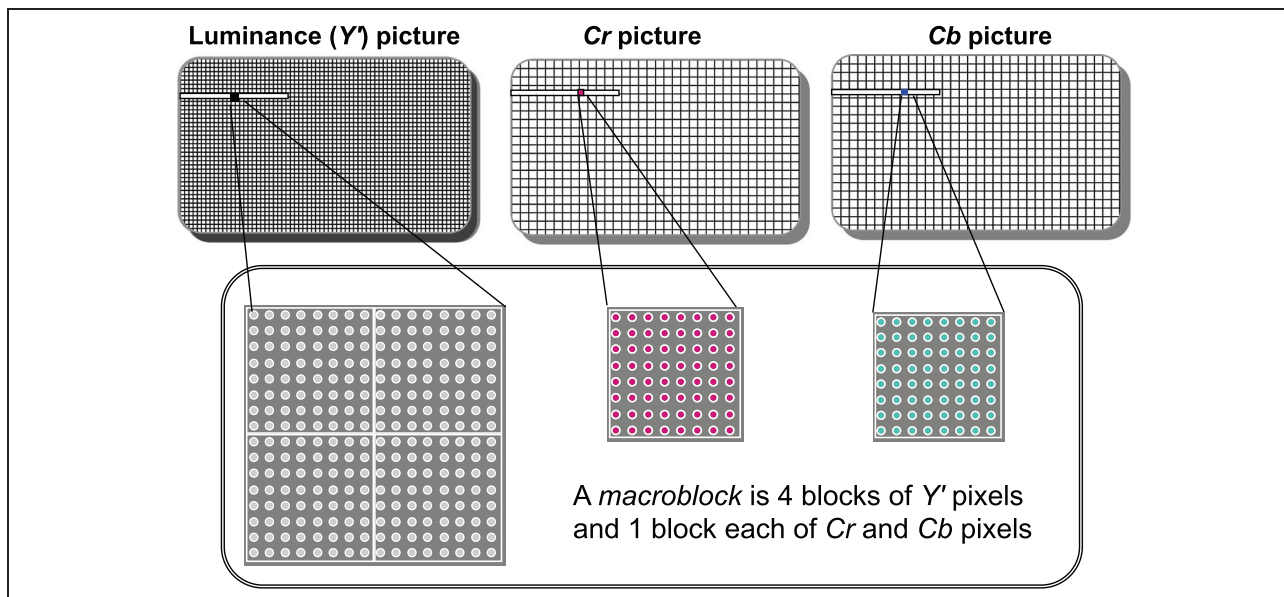 Luminance (Y') picture
Cr picture
Cb picture
A macroblock is 4 blocks of Y' pixels
and 1 block each of Cr and Cb pixels